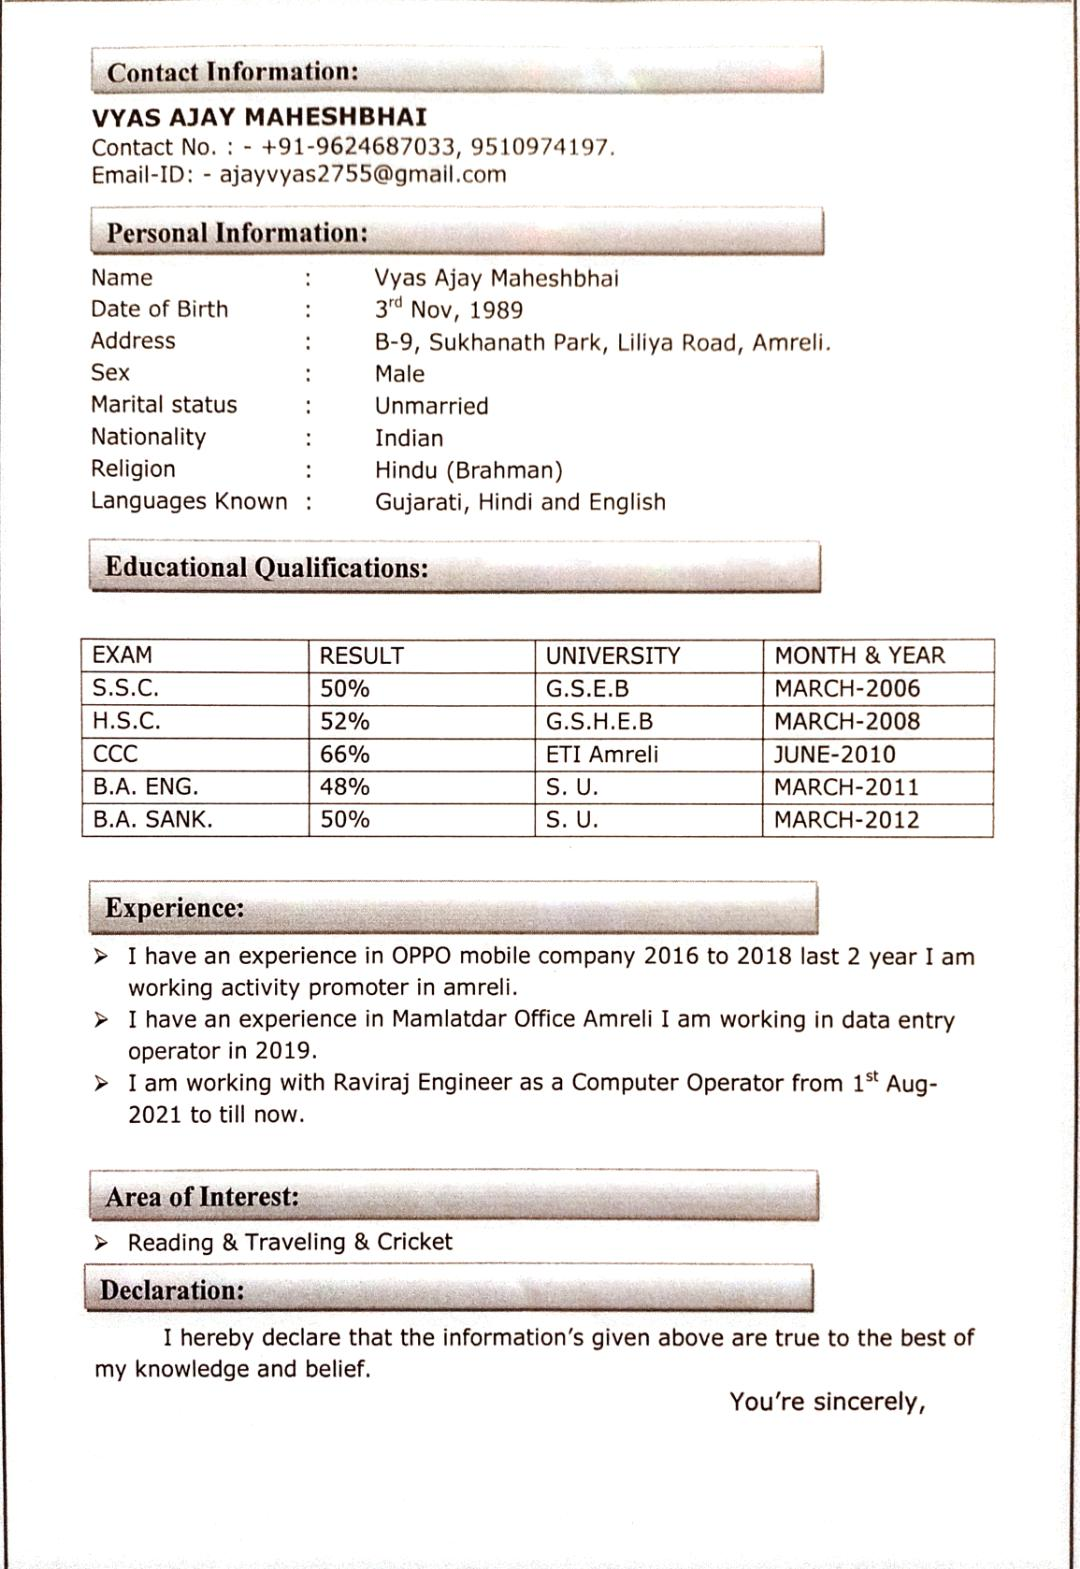 Contact Information:
VYAS AJAY MAHESHBHAI
Contact No. : - +91-9624687033, 9510974197.
Email-ID: - ajayvyas2755@gmail.com
Personal Information:
Name : Vyas Ajay Maheshbhai
Date of Birth : 3rd Nov, 1989
Address : B-9, Sukhanath Park, Liliya Road, Amreli.
Sex : Male
Marital status : Unmarried
Nationality : Indian
Religion : Hindu (Brahman)
Languages Known : Gujarati, Hindi and English
Educational Qualifications:
EXAM RESULT UNIVERSITY MONTH & YEAR
S.S.C. 50% G.S.E.B MARCH-2006
H.S.C. 52% G.S.H.E.B MARCH-2008
CCC 66% ETI Amreli JUNE-2010
B.A. ENG. 48% S. U. MARCH-2011
B.A. SANK. 50% S. U. MARCH-2012
Experience:
➢ I have an experience in OPPO mobile company 2016 to 2018 last 2 year I am
working activity promoter in amreli.
➢ I have an experience in Mamlatdar Office Amreli I am working in data entry
operator in 2019.
➢ I am working with Raviraj Engineer as a Computer Operator from 1st Aug-
2021 to till now.
Area of Interest:
➢ Reading & Traveling & Cricket
Declaration:
I hereby declare that the information's given above are true to the best of
my knowledge and belief.
You're sincerely,